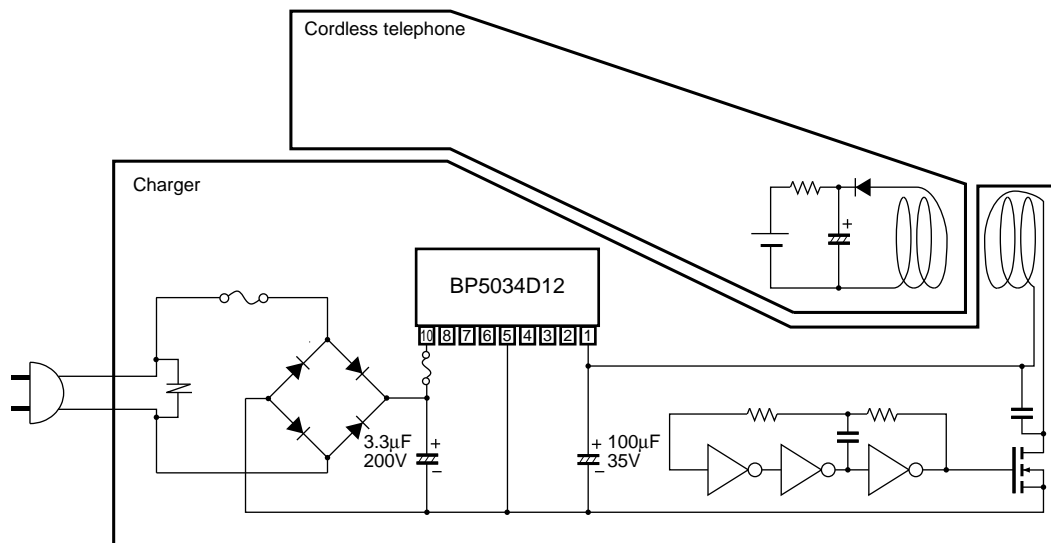 Cordless telephone
Charger
BP5034D12
10 8 7 6 5 4 3 2 1
3.3μF
200V
+
−
+
−
100μF
35V
+